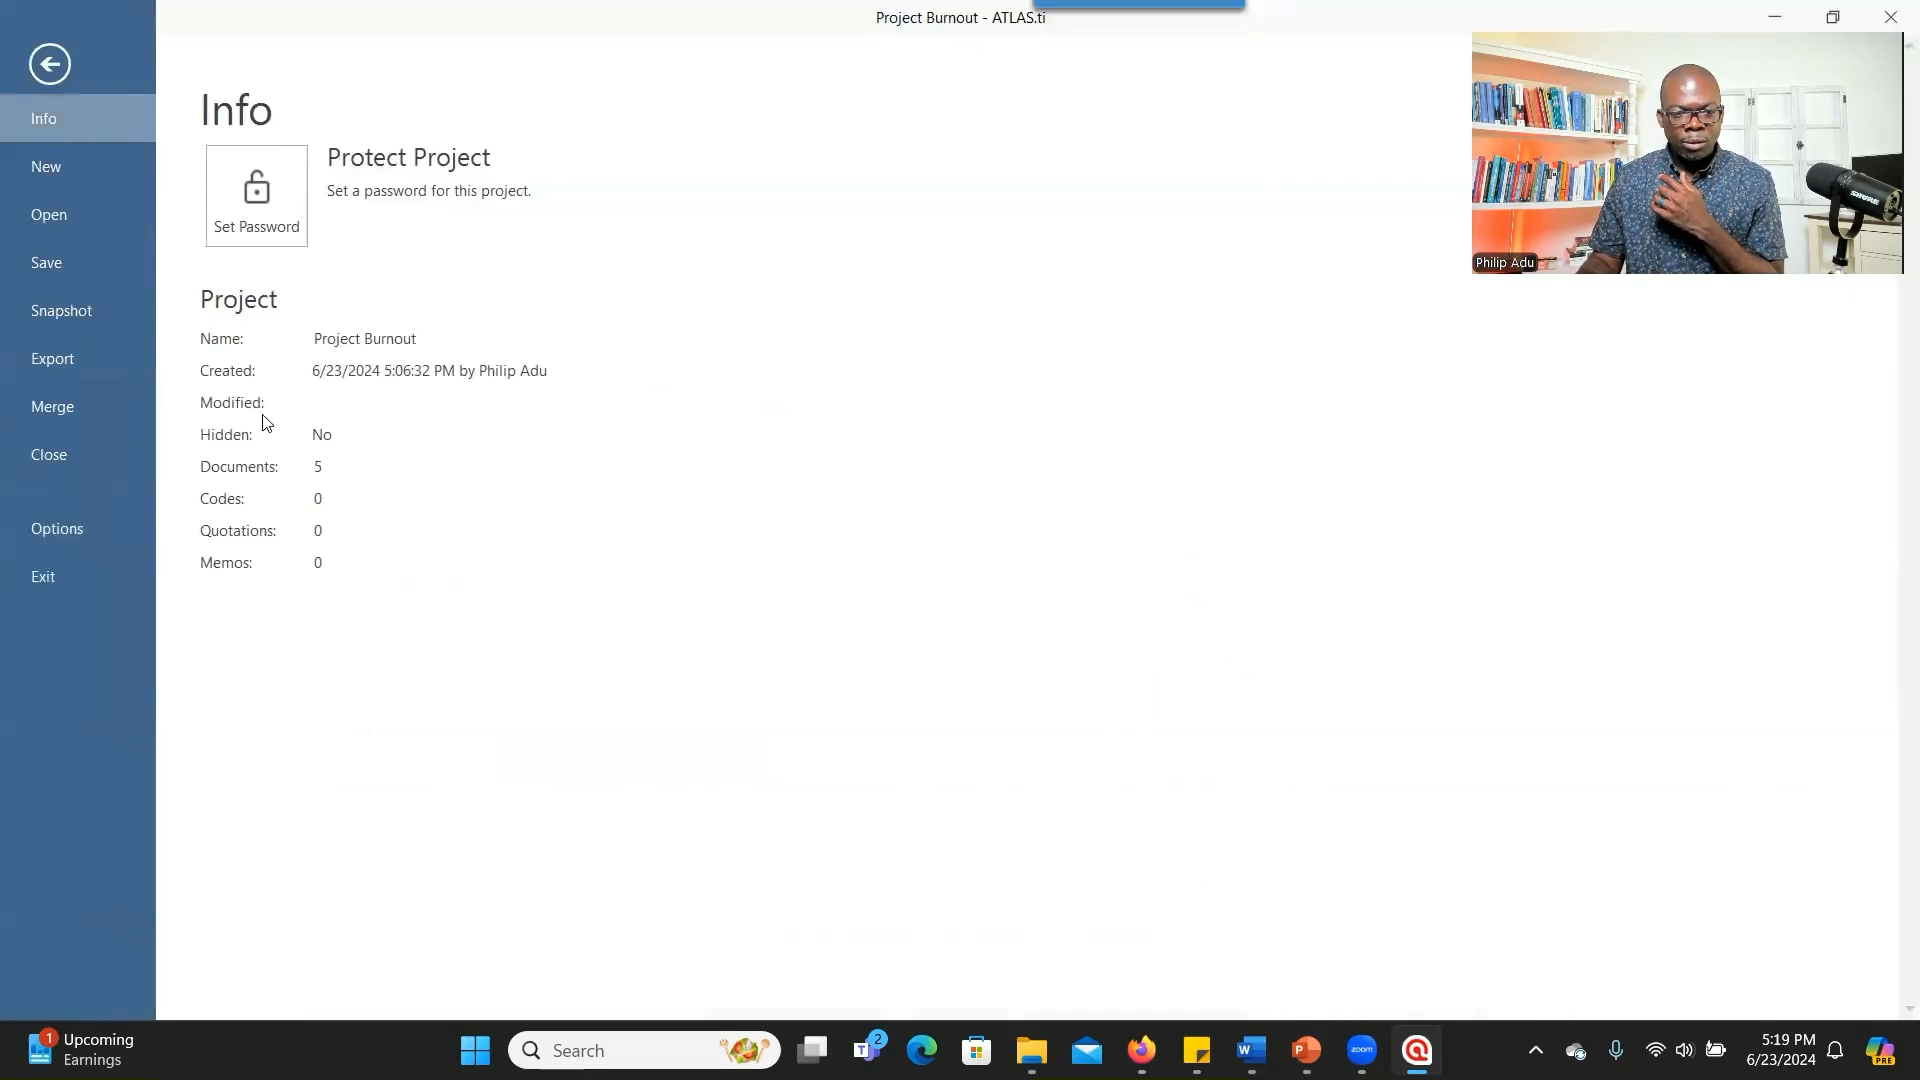 Project Burnout - ATLAS.ti
Info
New
Open
Save
Snapshot
Export
Merge
Close
Options
Exit
Info
Set Password
Protect Project
Set a password for this project.
Project
Name: Project Burnout
Created: 6/23/2024 5:06:32 PM by Philip Adu
Modified:
Hidden: No
Documents: 5
Codes: 0
Quotations: 0
Memos: 0
SHURE
Philip Adu
1
Upcoming
Earnings
Search
T
2
W
P
zoom
5:19 PM
6/23/2024
PRE